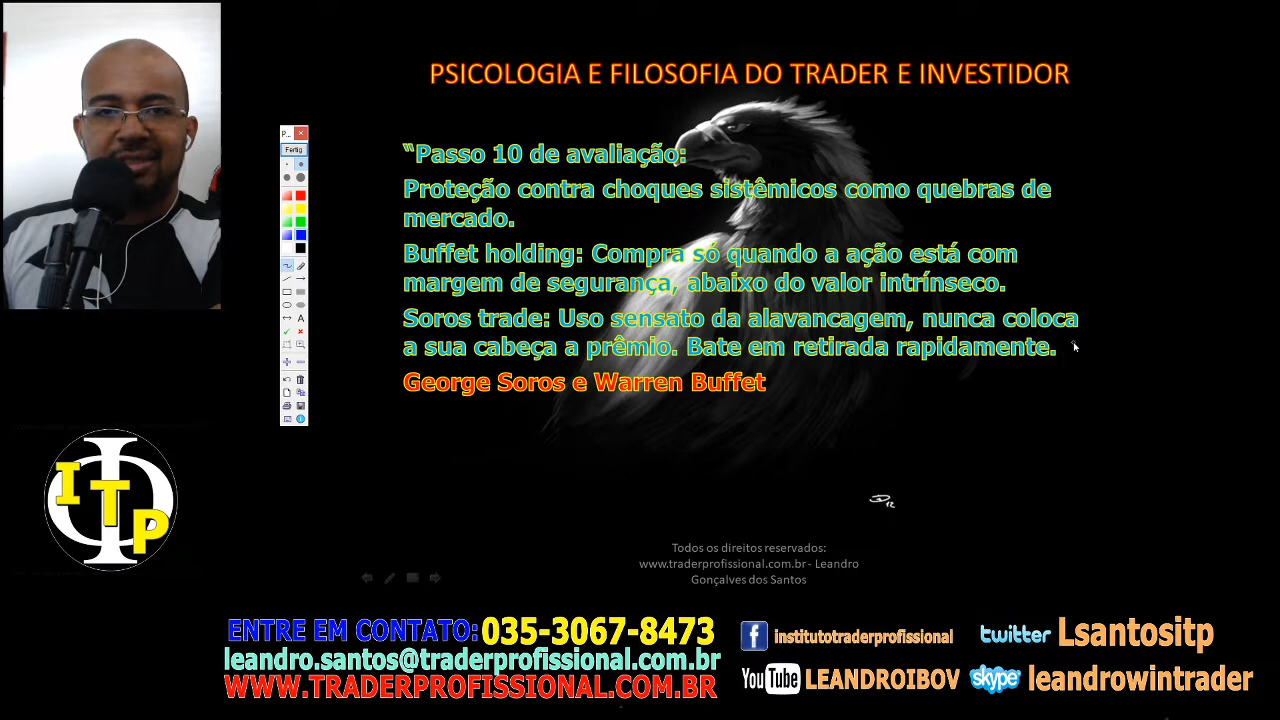 PSICOLOGIA E FILOSOFIA DO TRADER E INVESTIDOR
P...
Fertig
“Passo 10 de avaliação:
Proteção contra choques sistêmicos como quebras de
mercado.
Buffet holding: Compra só quando a ação está com
margem de segurança, abaixo do valor intrínseco.
Soros trade: Uso sensato da alavancagem, nunca coloca
a sua cabeça a prêmio. Bate em retirada rapidamente.
George Soros e Warren Buffet
A
I T P
Todos os direitos reservados:
www.traderprofissional.com.br - Leandro
Gonçalves dos Santos
ENTRE EM CONTATO: 035-3067-8473
leandro.santos@traderprofissional.com.br
WWW.TRADERPROFISSIONAL.COM.BR
f institutotraderprofissional
twitter Lsantositp
YouTube LEANDROIBOV
skype leandrowintrader